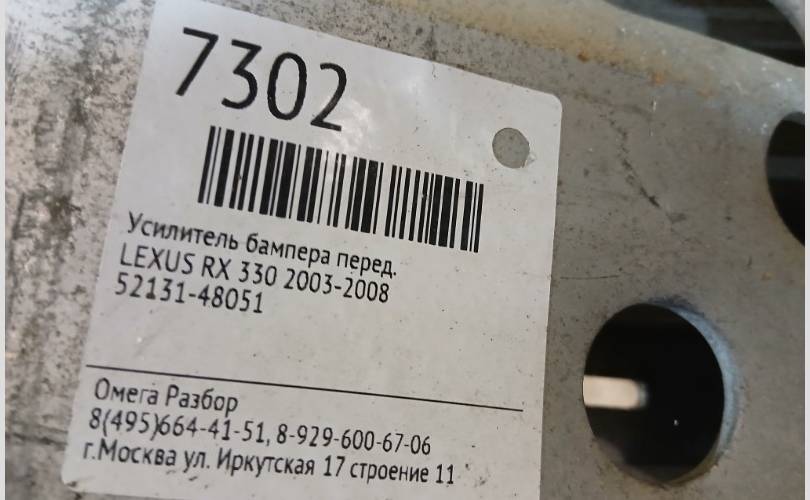 7302
Усилитель бампера перед.
LEXUS RX 330 2003-2008
52131-48051
Омега Разбор
8(495)664-41-51, 8-929-600-67-06
г.Москва ул. Иркутская 17 строение 11